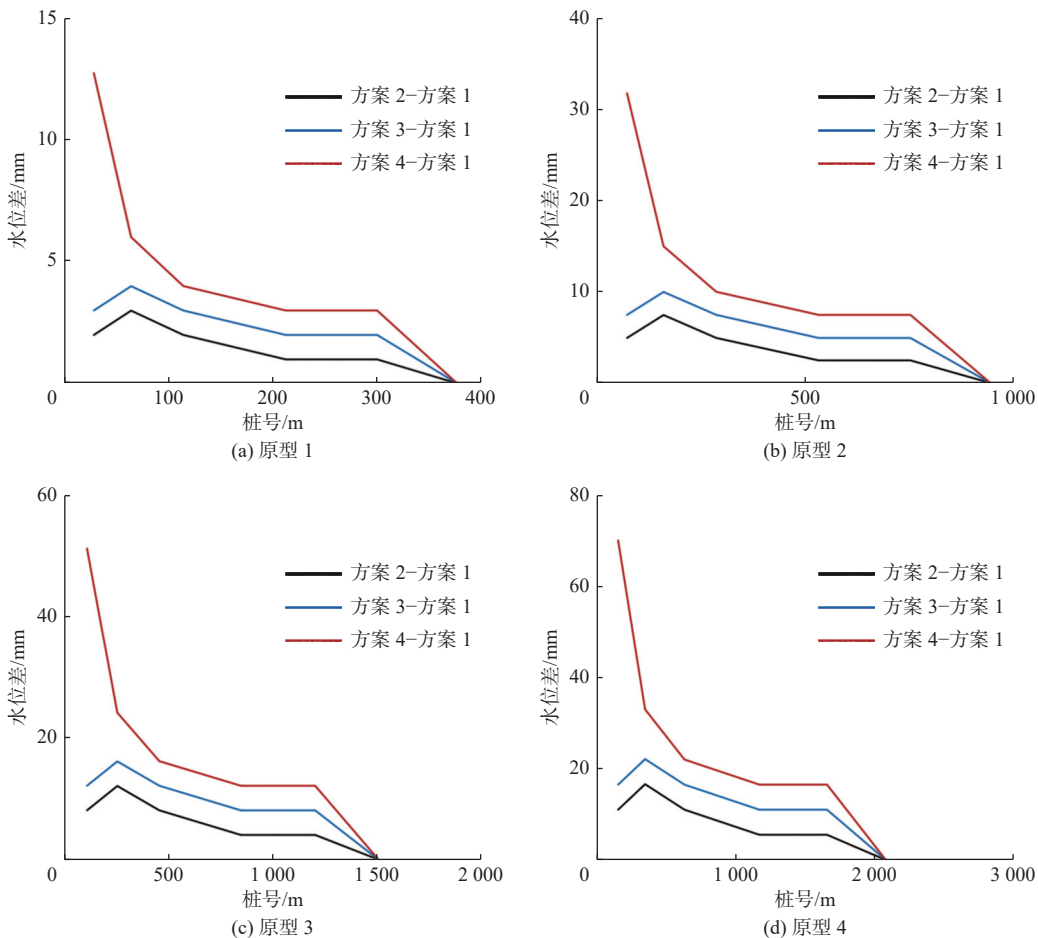 15
10
5
0
水位差/mm
方案 2−方案 1
方案 3−方案 1
方案 4−方案 1
100
200
300
400
桩号/m
(a) 原型 1
40
30
20
10
0
水位差/mm
方案 2−方案 1
方案 3−方案 1
方案 4−方案 1
500
1 000
桩号/m
(b) 原型 2
60
40
20
0
水位差/mm
方案 2−方案 1
方案 3−方案 1
方案 4−方案 1
500
1 000
1 500
2 000
桩号/m
(c) 原型 3
80
60
40
20
0
水位差/mm
方案 2−方案 1
方案 3−方案 1
方案 4−方案 1
1 000
2 000
3 000
桩号/m
(d) 原型 4